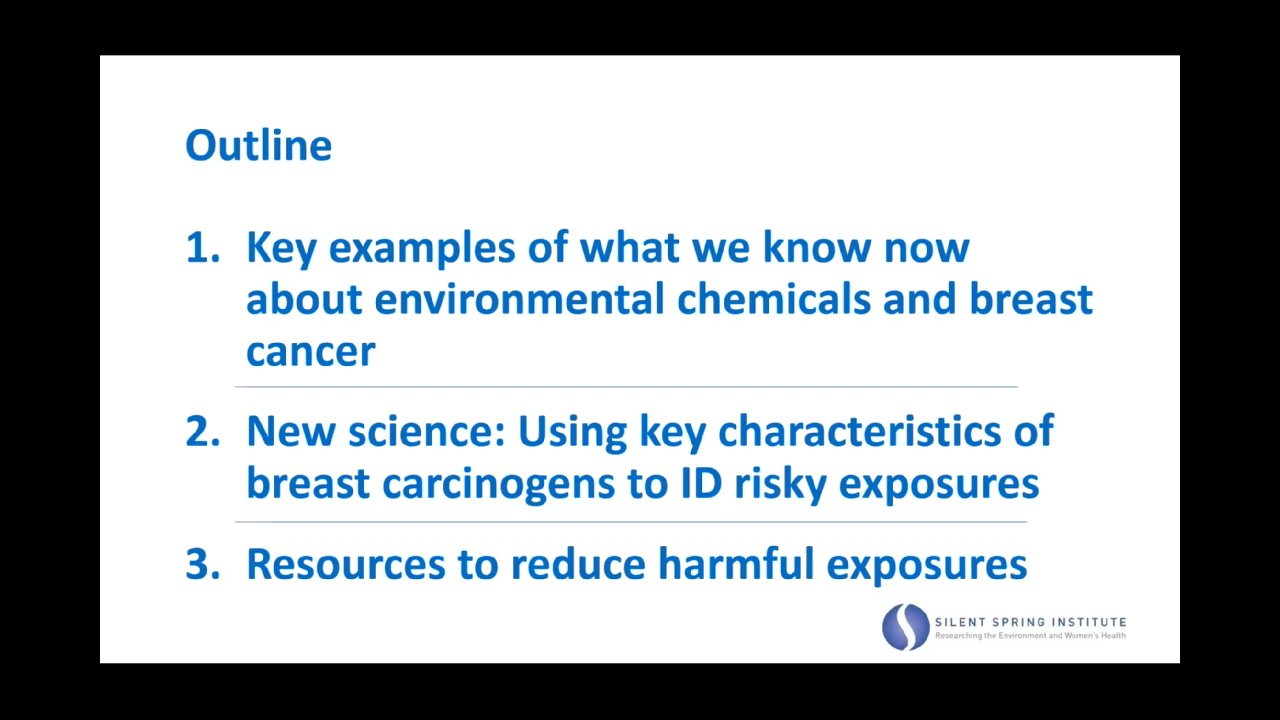 Outline
1. Key examples of what we know now
about environmental chemicals and breast
cancer
2. New science: Using key characteristics of
breast carcinogens to ID risky exposures
3. Resources to reduce harmful exposures
SILENT SPRING INSTITUTE
Researching the Environment and Women's Health